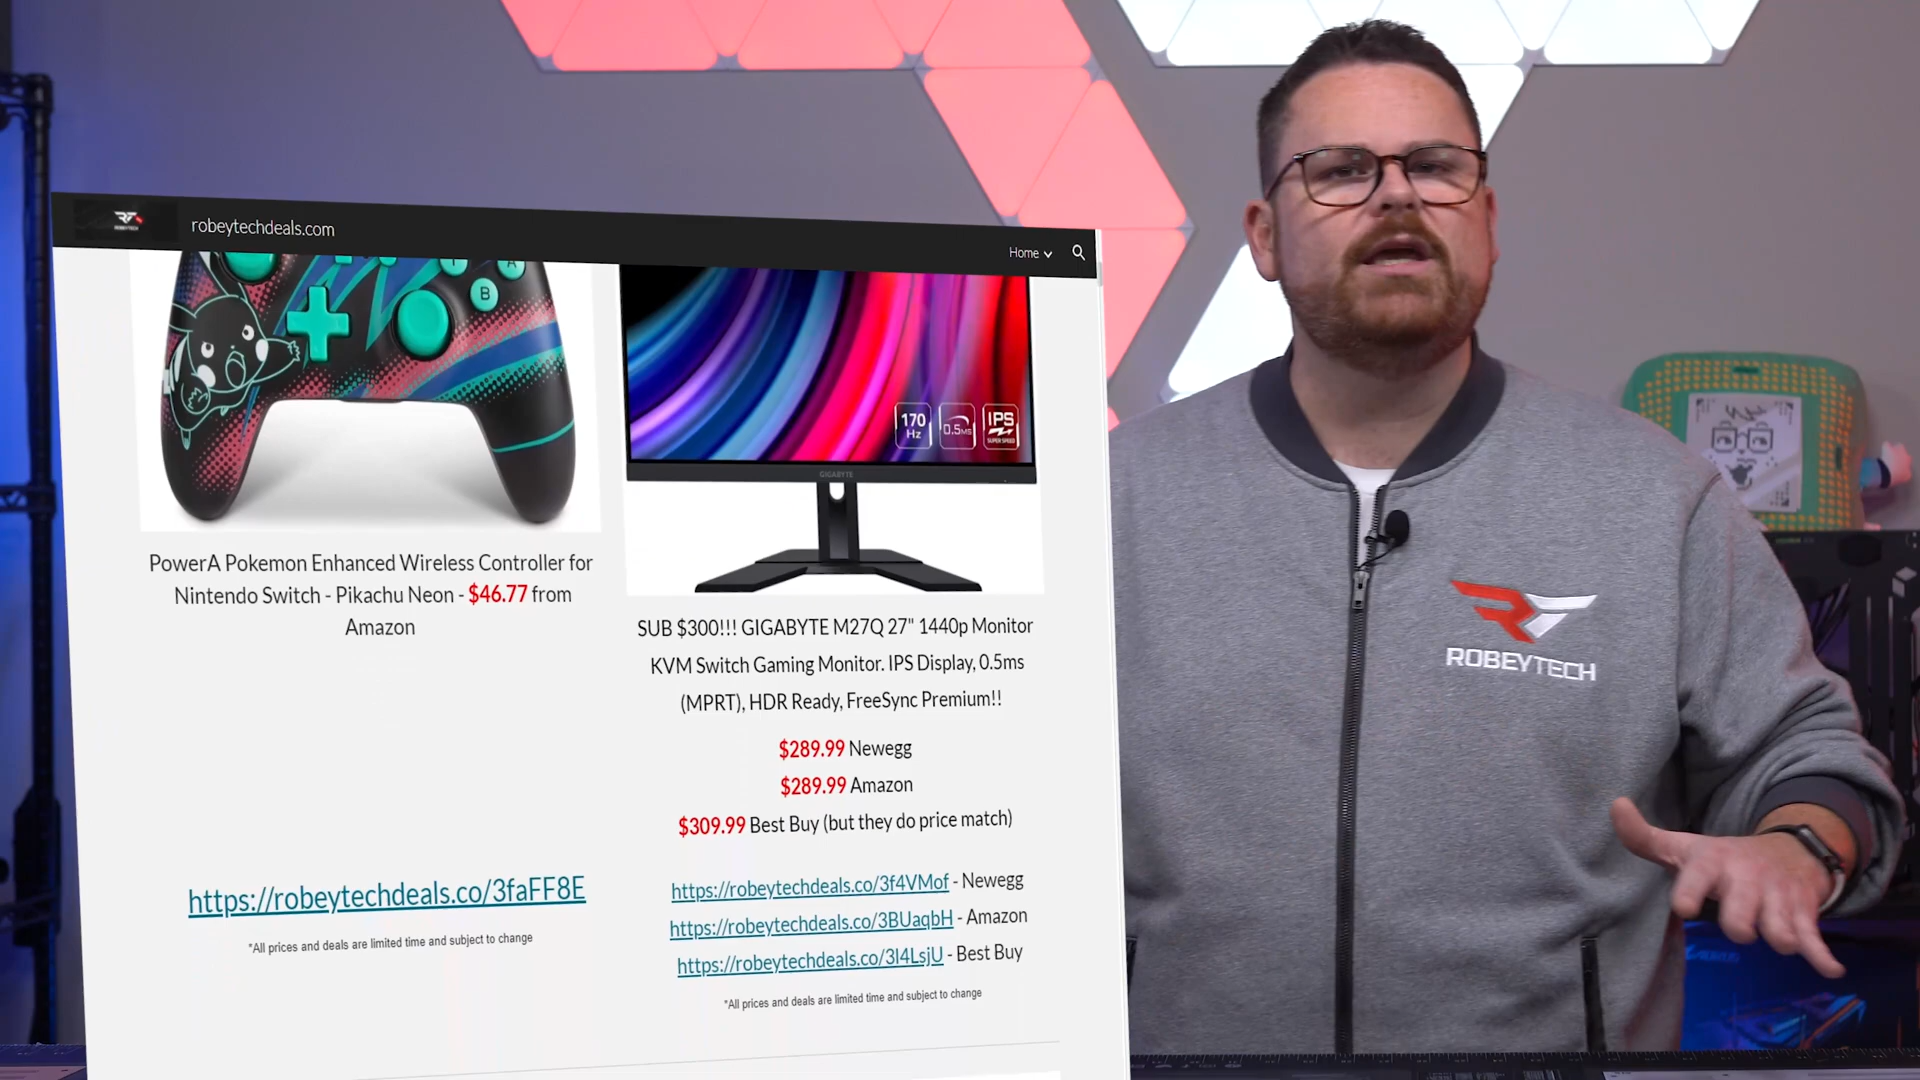 robeytechdeals.com
Home
ROBEYTECH
A
Y
B
170
Hz
0.5MS
IPS
SUPER SPEED
GIGABYTE
PowerA Pokemon Enhanced Wireless Controller for
Nintendo Switch - Pikachu Neon - $46.77 from
Amazon
https://robeytechdeals.co/3faFF8E
*All prices and deals are limited time and subject to change
SUB $300!!! GIGABYTE M27Q 27" 1440p Monitor
KVM Switch Gaming Monitor. IPS Display, 0.5ms
(MPRT), HDR Ready, FreeSync Premium!!
$289.99 Newegg
$289.99 Amazon
$309.99 Best Buy (but they do price match)
https://robeytechdeals.co/3f4VMof - Newegg
https://robeytechdeals.co/3BUaqbH - Amazon
https://robeytechdeals.co/3I4LsjU - Best Buy
*All prices and deals are limited time and subject to change
ROBEYTECH
AORUS